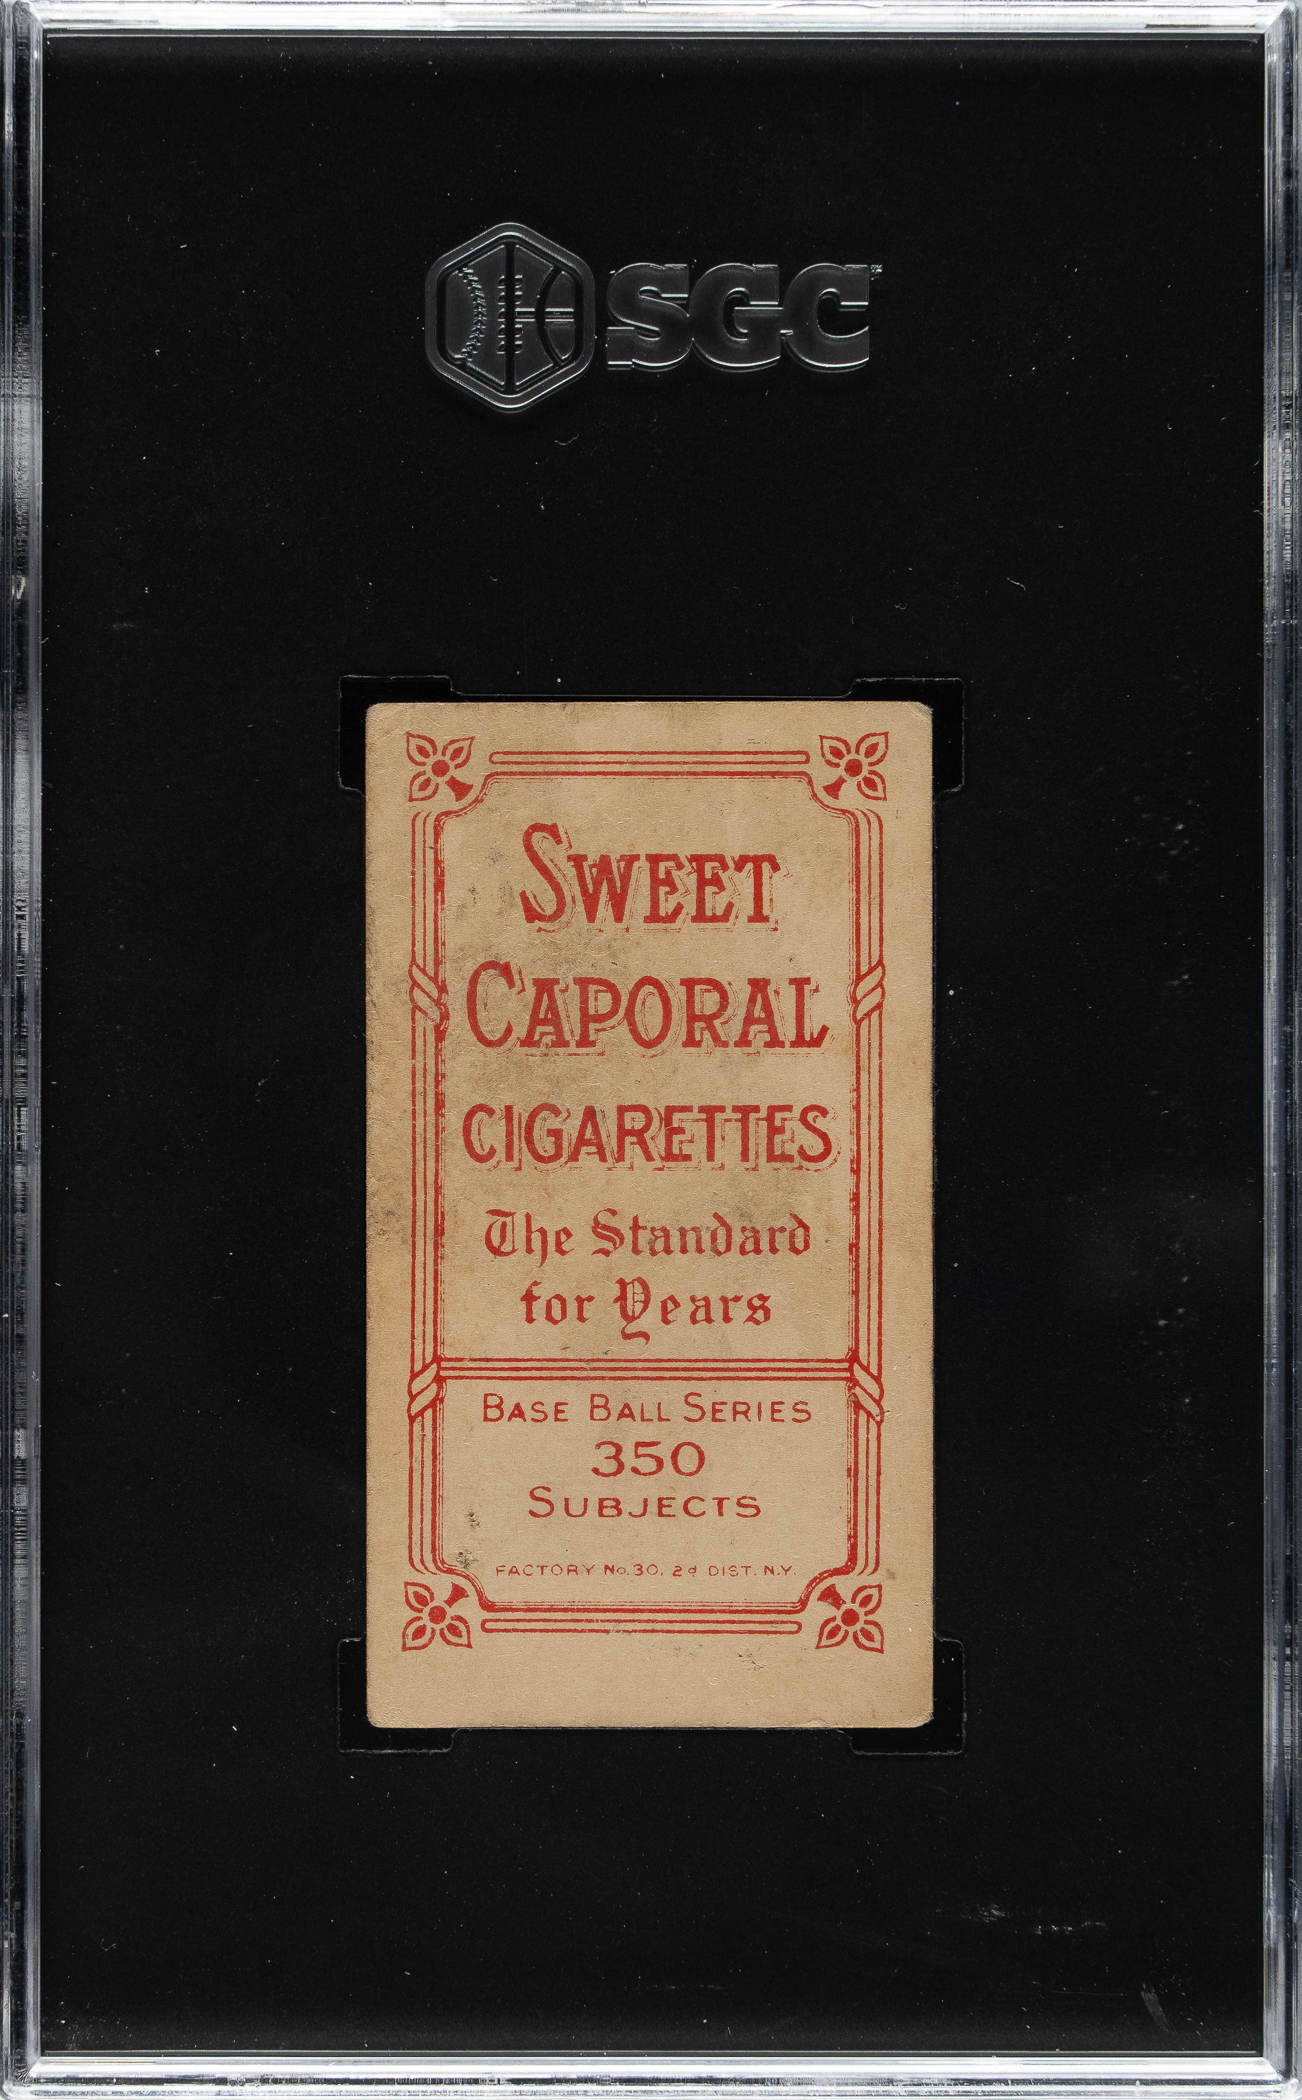 SGC
SWEET
CAPORAL
CIGARETTES
The Standard
for Years
BASE BALL SERIES
350
SUBJECTS
FACTORY No. 30, 2d DIST. N.Y.